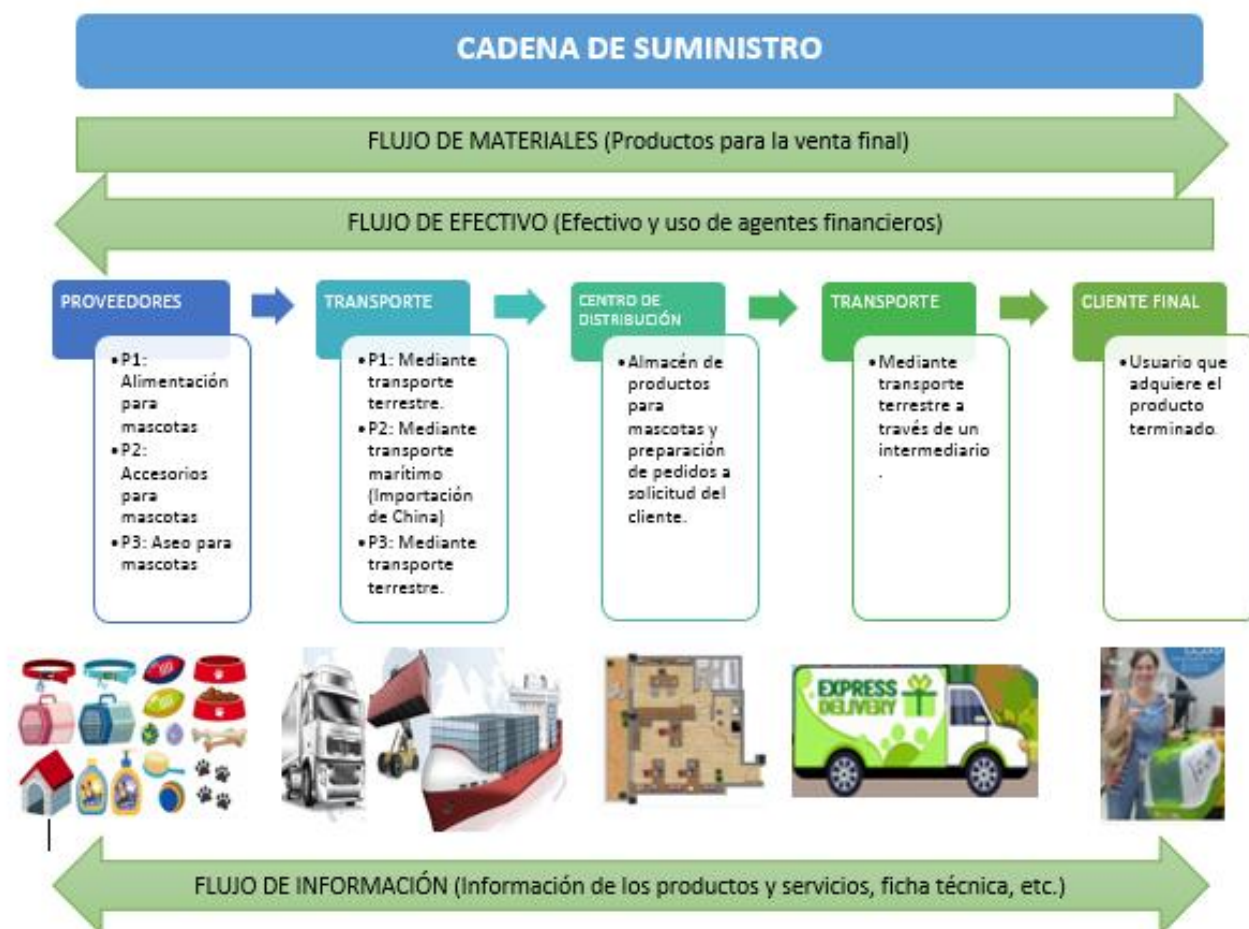 CADENA DE SUMINISTRO
FLUJO DE MATERIALES (Productos para la venta final)
FLUJO DE EFECTIVO (Efectivo y uso de agentes financieros)
PROVEEDORES
•P1:
Alimentación
para
mascotas
•P2:
Accesorios
para
mascotas
•P3: Aseo para
mascotas
TRANSPORTE
•P1: Mediante
transporte
terrestre.
•P2: Mediante
transporte
marítimo
(Importación
de China)
•P3: Mediante
transporte
terrestre.
CENTRO DE
DISTRIBUCIÓN
•Almacén de
productos
para
mascotas y
preparación
de pedidos a
solicitud del
cliente.
TRANSPORTE
•Mediante
transporte
terrestre a
través de un
intermediario
.
CLIENTE FINAL
•Usuario que
adquiere el
producto
terminado.
EXPRESS
DELIVERY
FLUJO DE INFORMACIÓN (Información de los productos y servicios, ficha técnica, etc.)